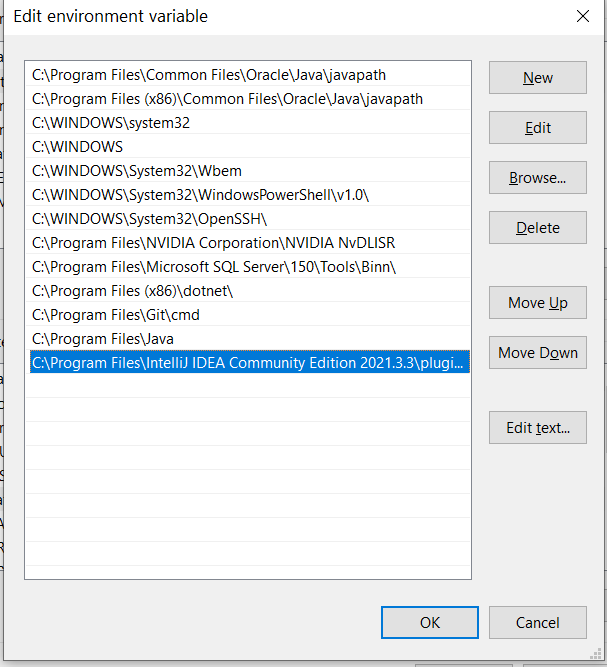 Edit environment variable
C:\Program Files\Common Files\Oracle\Java\javapath
C:\Program Files (x86)\Common Files\Oracle\Java\javapath
C:\WINDOWS\system32
C:\WINDOWS
C:\WINDOWS\System32\Wbem
C:\WINDOWS\System32\WindowsPowerShell\v1.0\
C:\WINDOWS\System32\OpenSSH\
C:\Program Files\NVIDIA Corporation\NVIDIA NvDLISR
C:\Program Files\Microsoft SQL Server\150\Tools\Binn\
C:\Program Files (x86)\dotnet\
C:\Program Files\Git\cmd
C:\Program Files\Java
C:\Program Files\IntelliJ IDEA Community Edition 2021.3.3\plugi...
New
Edit
Browse...
Delete
Move Up
Move Down
Edit text...
OK
Cancel